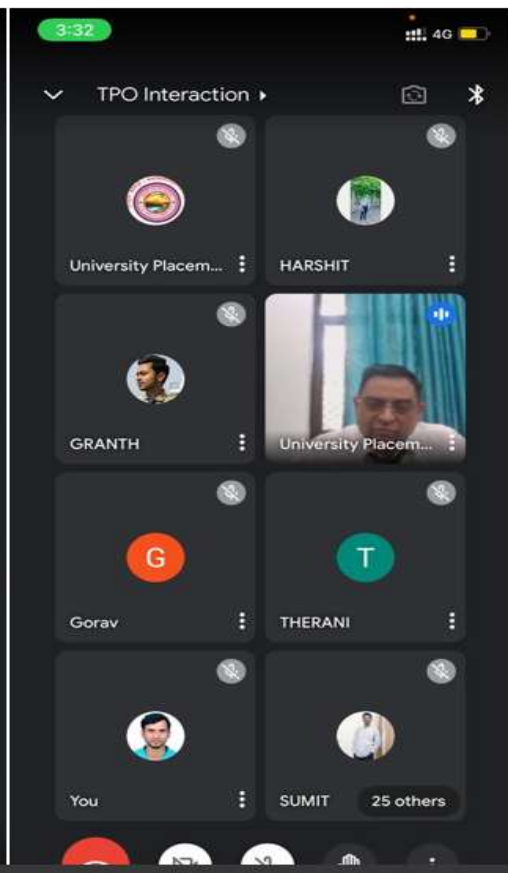 3:32 4G
TPO Interaction
University Placem... HARSHIT
GRANTH University Placem...
G T
Gorav THERANI
You SUMIT 25 others